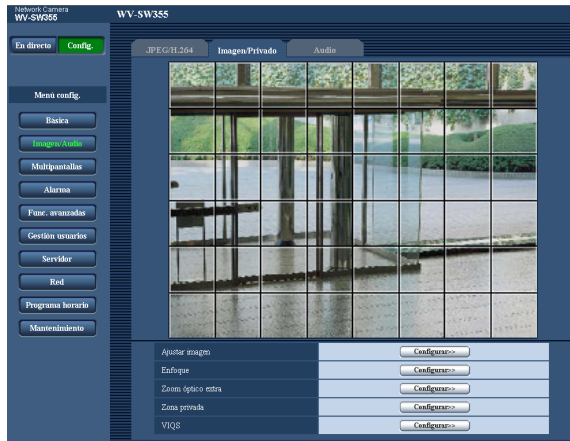 Network Camera
WV-SW355
WV-SW355
En directo
Config.
JPEG/H.264
Imagen/Privado
Audio
Menú config.
Básica
Imagen/Audio
Multipantallas
Alarma
Func. avanzadas
Gestión usuarios
Servidor
Red
Programa horario
Mantenimiento
Ajustar imagen
Configurar>>
Enfoque
Configurar>>
Zoom óptico extra
Configurar>>
Zona privada
Configurar>>
VIQS
Configurar>>